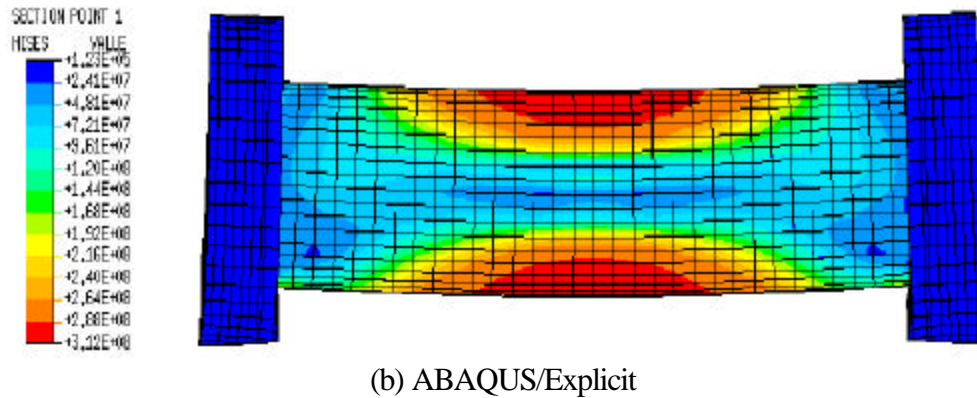 SECTION POINT 1
MISES VALUE
+1.23E+05
+2.41E+07
+4.81E+07
+7.21E+07
+9.61E+07
+1.20E+08
+1.44E+08
+1.68E+08
+1.92E+08
+2.16E+08
+2.40E+08
+2.64E+08
+2.88E+08
+3.12E+08
(b) ABAQUS/Explicit